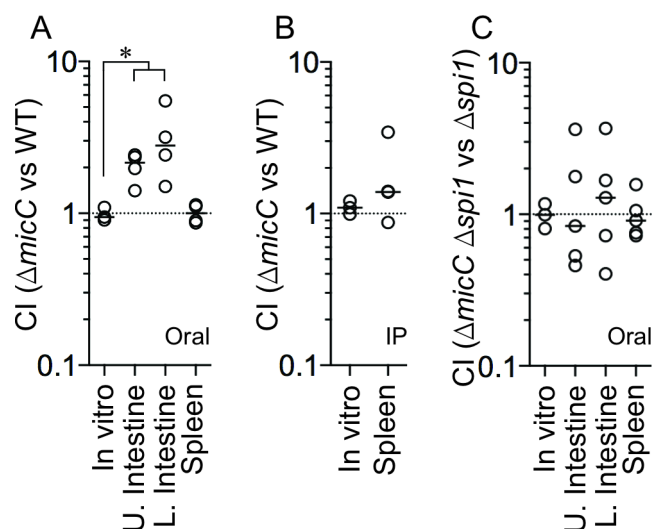 A
CI (ΔmicC vs WT)
10
1
0.1
*
Oral
In vitro
U. Intestine
L. Intestine
Spleen
B
CI (ΔmicC vs WT)
10
1
0.1
IP
In vitro
Spleen
C
CI (ΔmicC Δspi1 vs Δspi1)
10
1
0.1
Oral
In vitro
U. Intestine
L. Intestine
Spleen